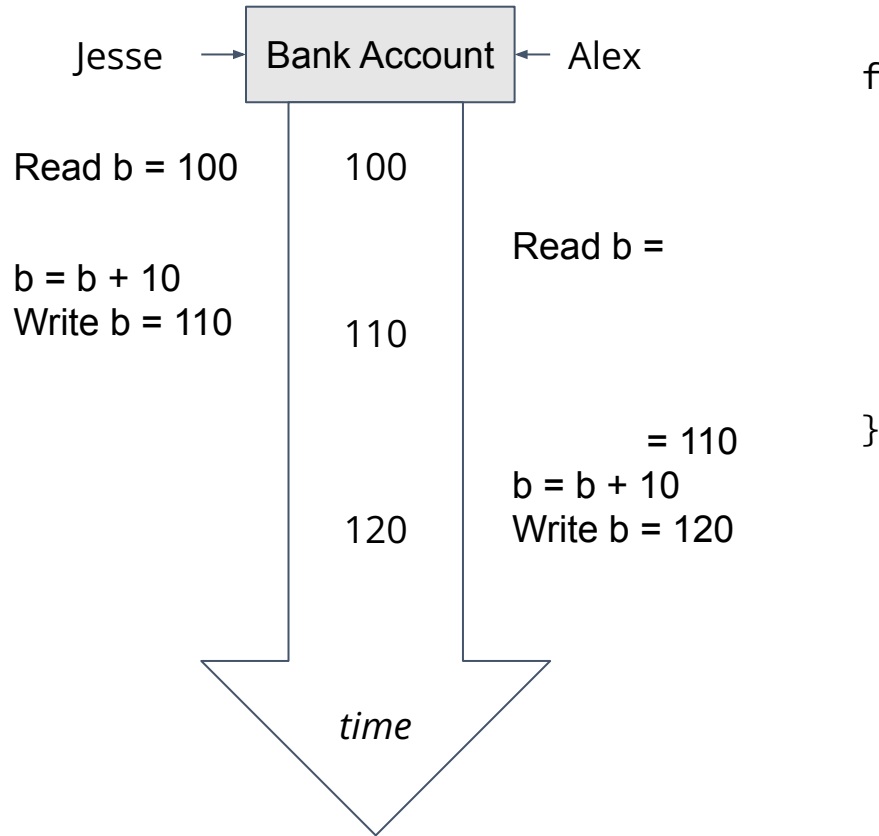 Jesse
Bank Account
Alex
f
Read b = 100
100
Read b =
b = b + 10
Write b = 110
110
= 110
}
b = b + 10
Write b = 120
120
time